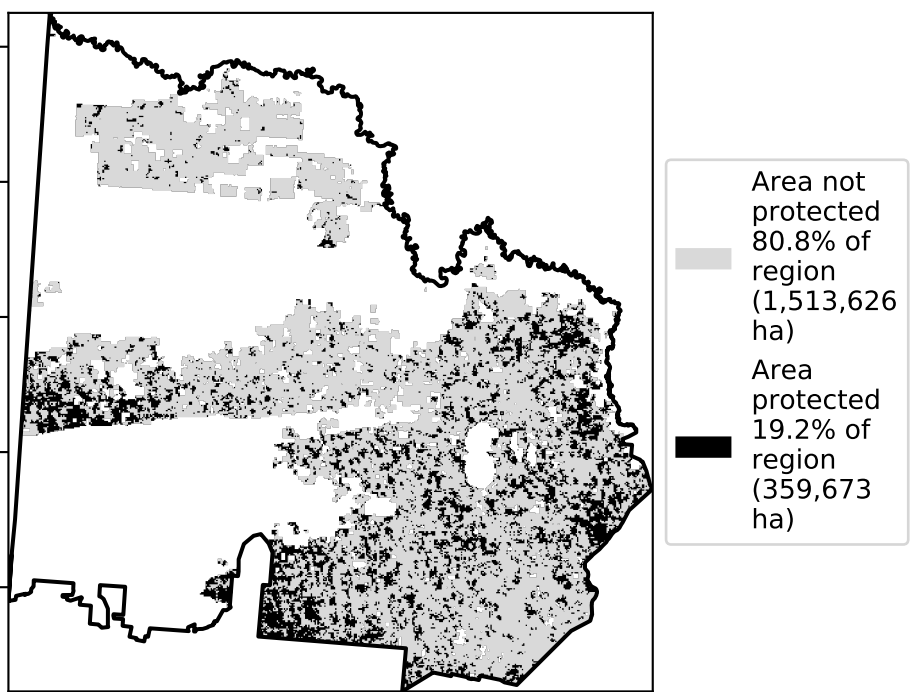 Area not
protected
80.8% of
region
(1,513,626
ha)
Area
protected
19.2% of
region
(359,673
ha)